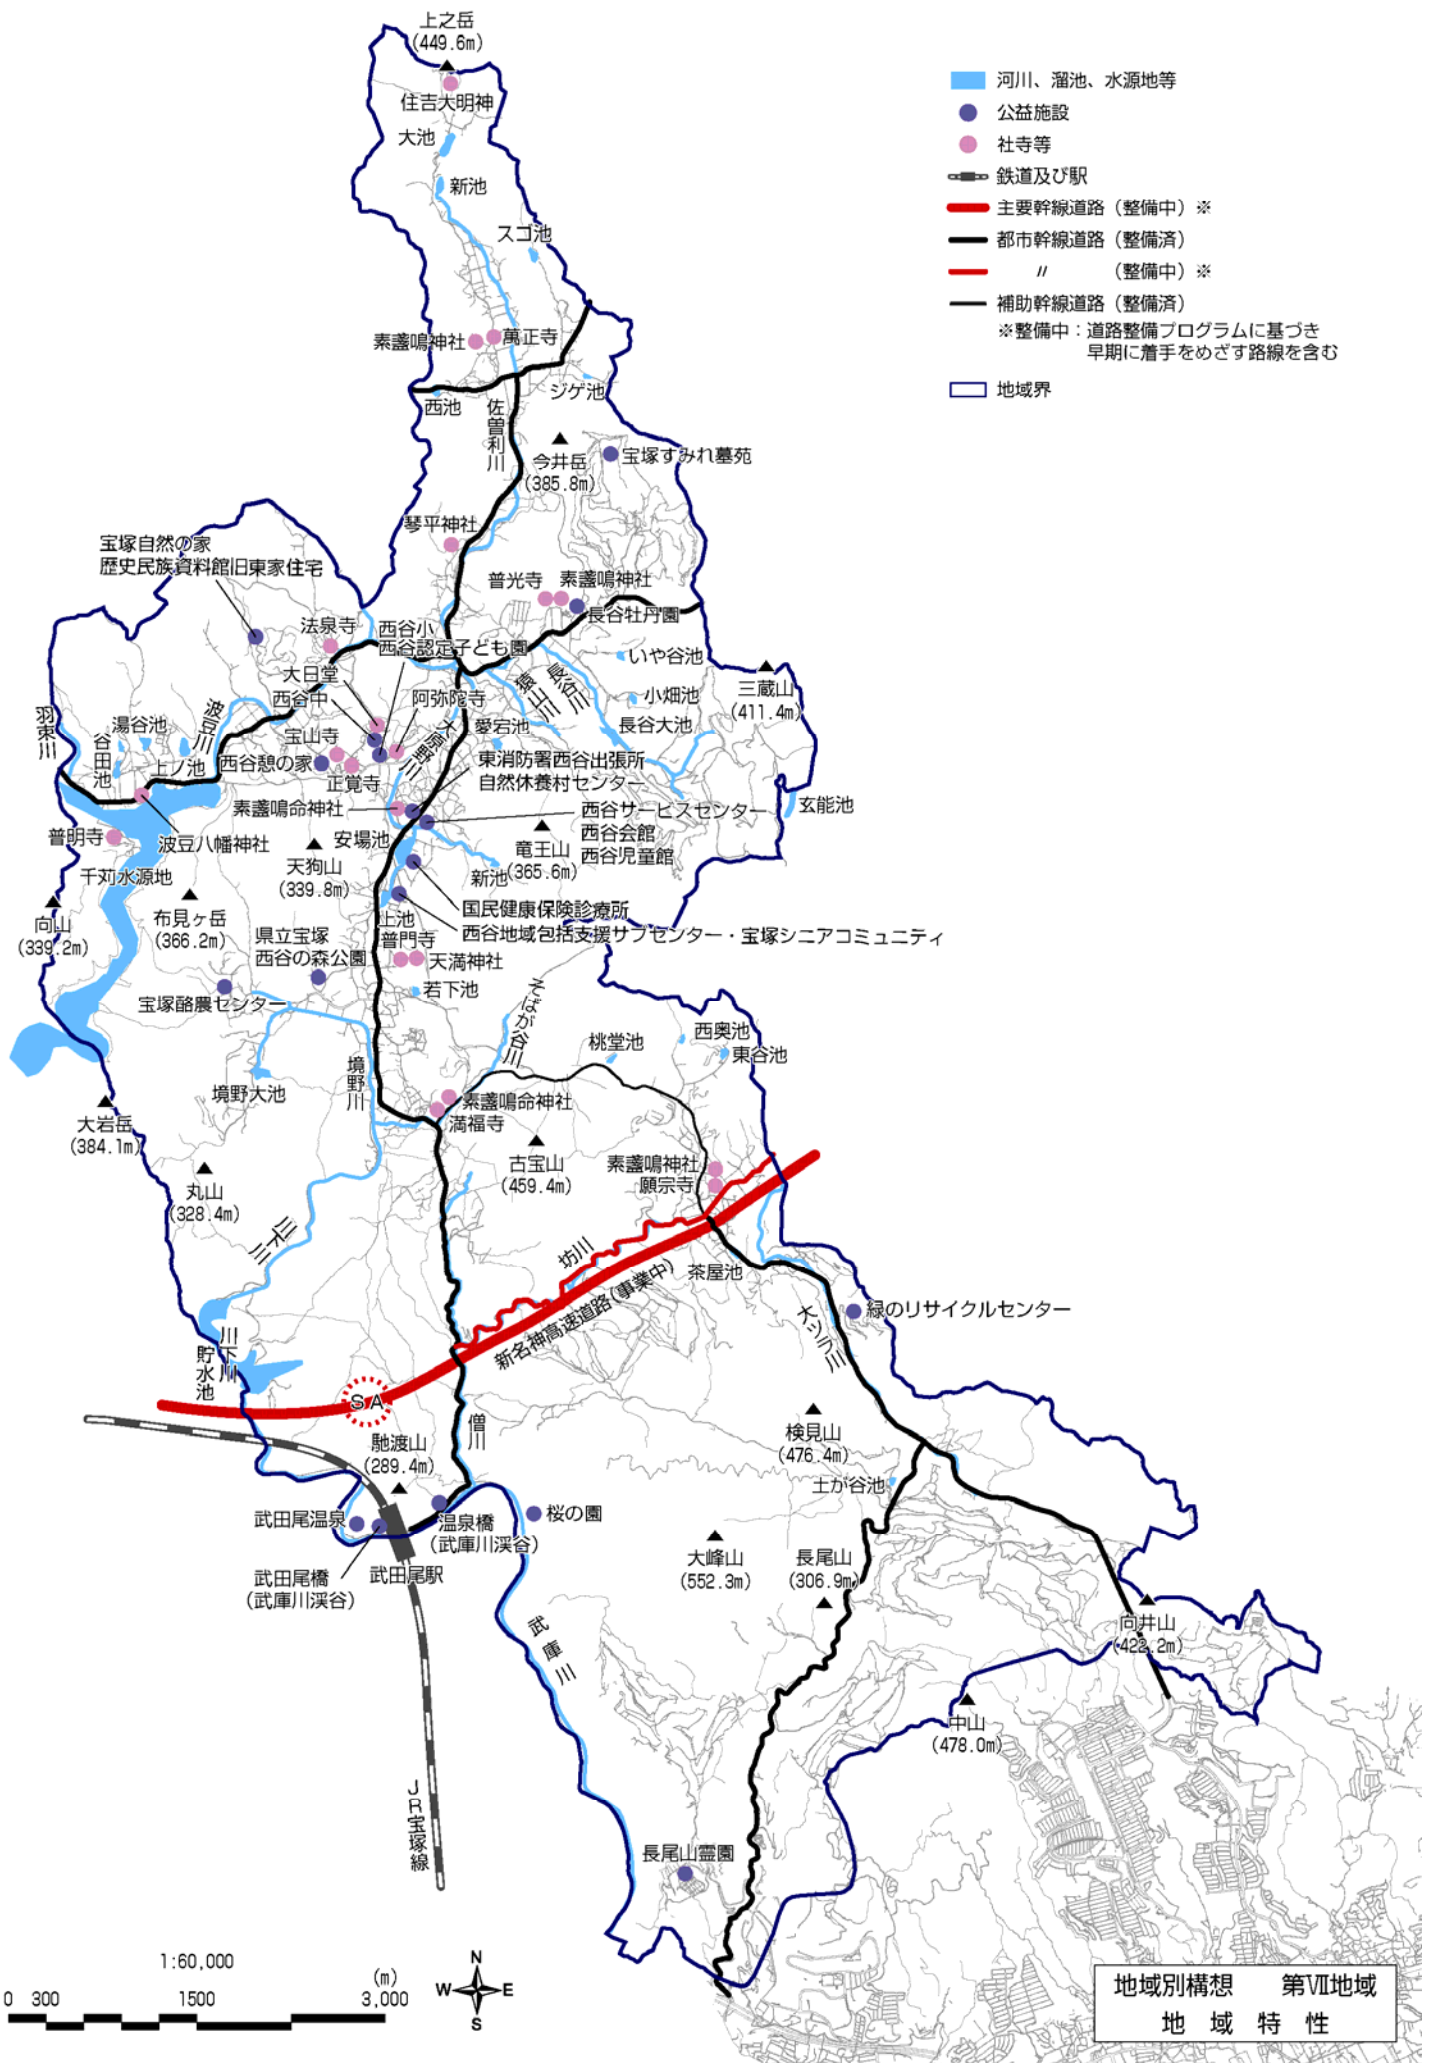 上之岳
(449.6m)
住吉大明神
大池
新池
スゴ池
河川、溜池、水源地等
公益施設
社寺等
鉄道及び駅
主要幹線道路（整備中）※
都市幹線道路（整備済）
〃（整備中）※
補助幹線道路（整備済）
※整備中：道路整備プログラムに基づき
早期に着手をめざす路線を含む
地域界
素盞嗚神社
萬正寺
西池
ジゲ池
佐曽利川
今井岳
(385.8m)
宝塚すみれ墓苑
琴平神社
宝塚自然の家
歴史民族資料館旧東家住宅
普光寺
素盞嗚神社
長谷牡丹園
法泉寺
西谷小
西谷認定子ども園
大日堂
西谷中
阿弥陀寺
いや谷池
猿山川
長谷川
小畑池
三蔵山
(411.4m)
羽束川
湯谷池
谷田池
上ノ池
波豆川
宝山寺
西谷憩の家
正覚寺
大原野川
愛宕池
長谷大池
東消防署西谷出張所
自然休養村センター
素盞嗚命神社
西谷サービスセンター
西谷会館
西谷児童館
玄能池
普明寺
波豆八幡神社
安場池
千苅水源地
天狗山
(339.8m)
竜王山
(365.6m)
新池
向山
(339.2m)
布見ヶ岳
(366.2m)
上池
国民健康保険診療所
西谷地域包括支援サブセンター・宝塚シニアコミュニティ
県立宝塚
西谷の森公園
普門寺
天満神社
宝塚酪農センター
若下池
そばが谷川
桃堂池
西奥池
東谷池
境野大池
境野川
大岩岳
(384.1m)
素盞嗚命神社
満福寺
丸山
(328.4m)
古宝山
(459.4m)
素盞嗚神社
願宗寺
川下川
坊川
茶屋池
新名神高速道路(事業中)
大ツラ川
緑のリサイクルセンター
川下川
貯水池
ＳＡ
馳渡山
(289.4m)
僧川
検見山
(476.4m)
土が谷池
武田尾温泉
温泉橋
(武庫川渓谷)
桜の園
武田尾橋
(武庫川渓谷)
武田尾駅
大峰山
(552.3m)
長尾山
(306.9m)
向井山
(422.2m)
武庫川
中山
(478.0m)
ＪＲ宝塚線
長尾山霊園
1:60,000
(m)
0 300 1500 3,000
N
W E
S
地域別構想 第Ⅶ地域
地域特性